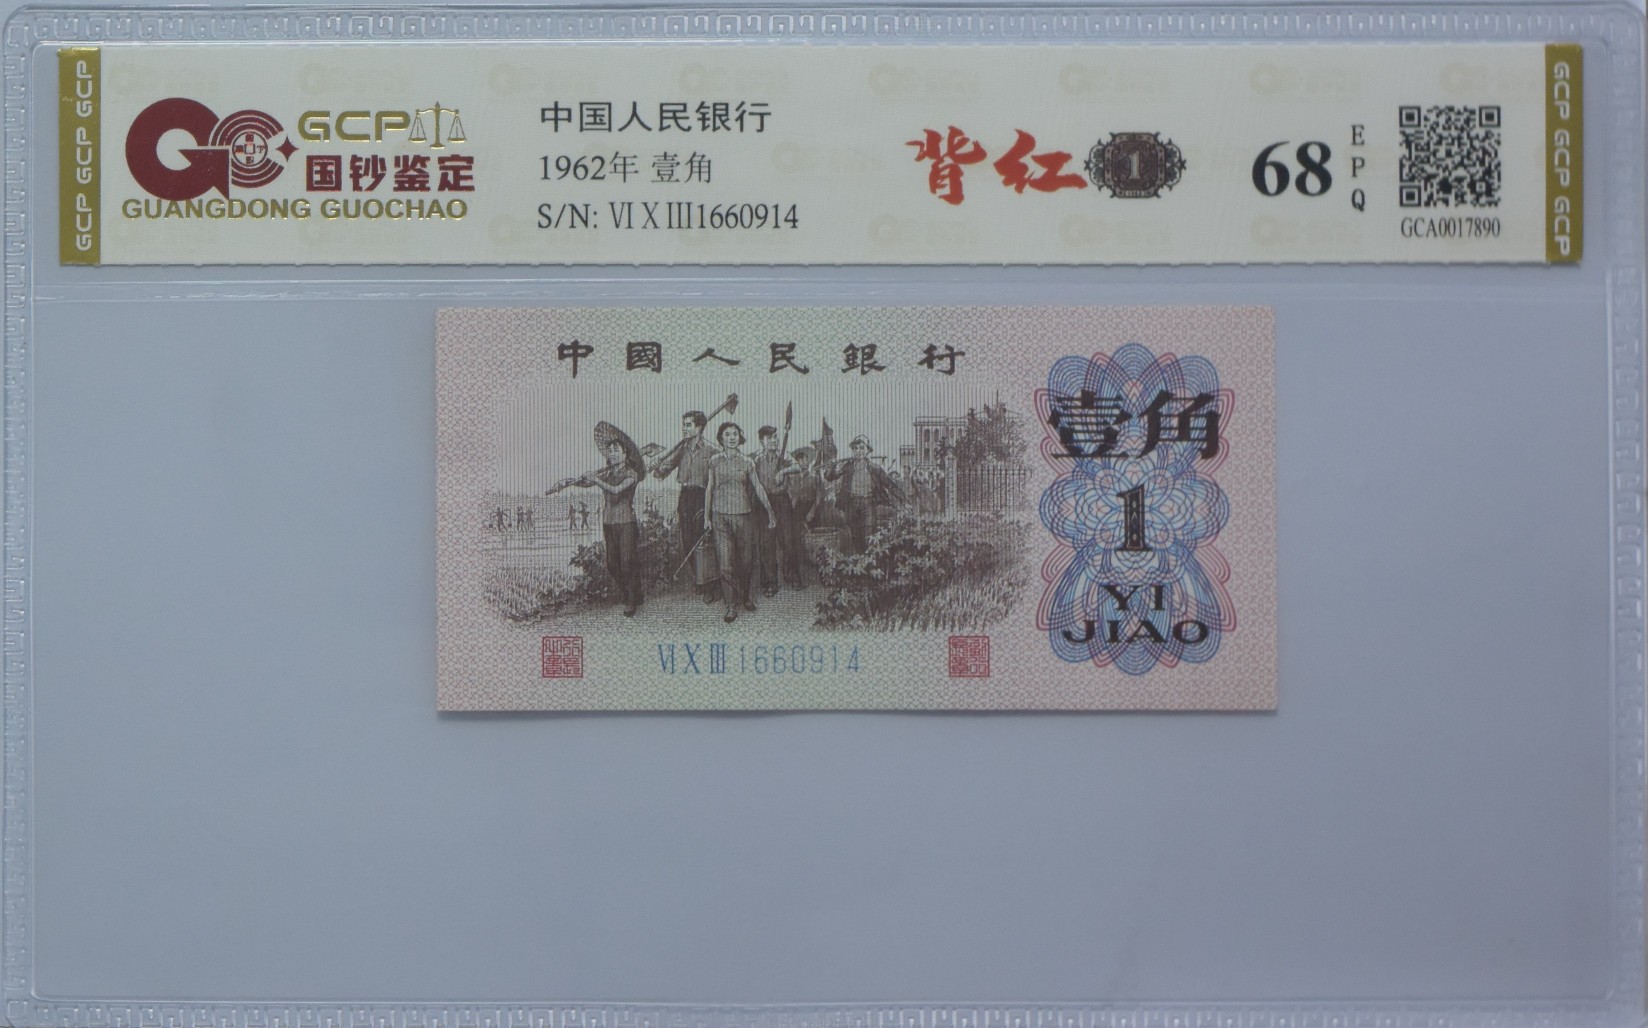 GCP GCP GCP
GCP
国钞鉴定
GUANGDONG GUOCHAO
中国人民银行
1962年 壹角
S/N: ⅥⅩⅢ1660914
背红
1
68
EPQ
GCA0017890
GCP GCP GCP
中國人民銀行
壹角
1
YI
JIAO
ⅥⅩⅢ1660914